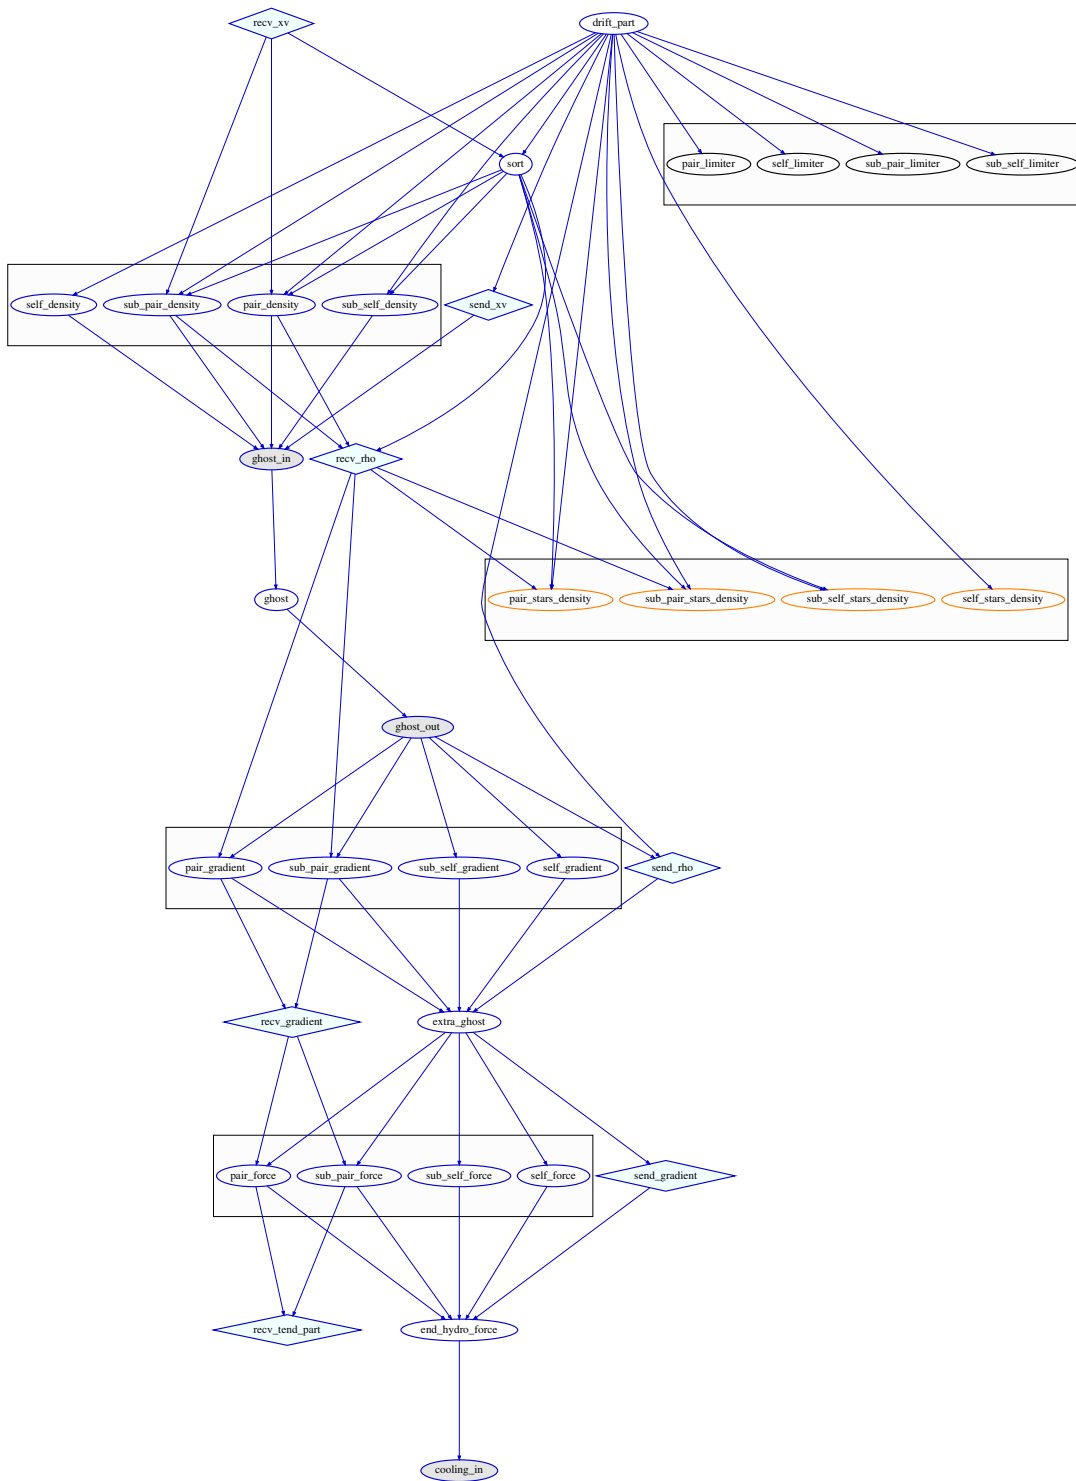 recv_xv
drift_part
sort
pair_limiter
self_limiter
sub_pair_limiter
sub_self_limiter
self_density
sub_pair_density
pair_density
sub_self_density
send_xv
ghost_in
recv_rho
ghost
pair_stars_density
sub_pair_stars_density
sub_self_stars_density
self_stars_density
ghost_out
pair_gradient
sub_pair_gradient
sub_self_gradient
self_gradient
send_rho
recv_gradient
extra_ghost
pair_force
sub_pair_force
sub_self_force
self_force
send_gradient
recv_tend_part
end_hydro_force
cooling_in